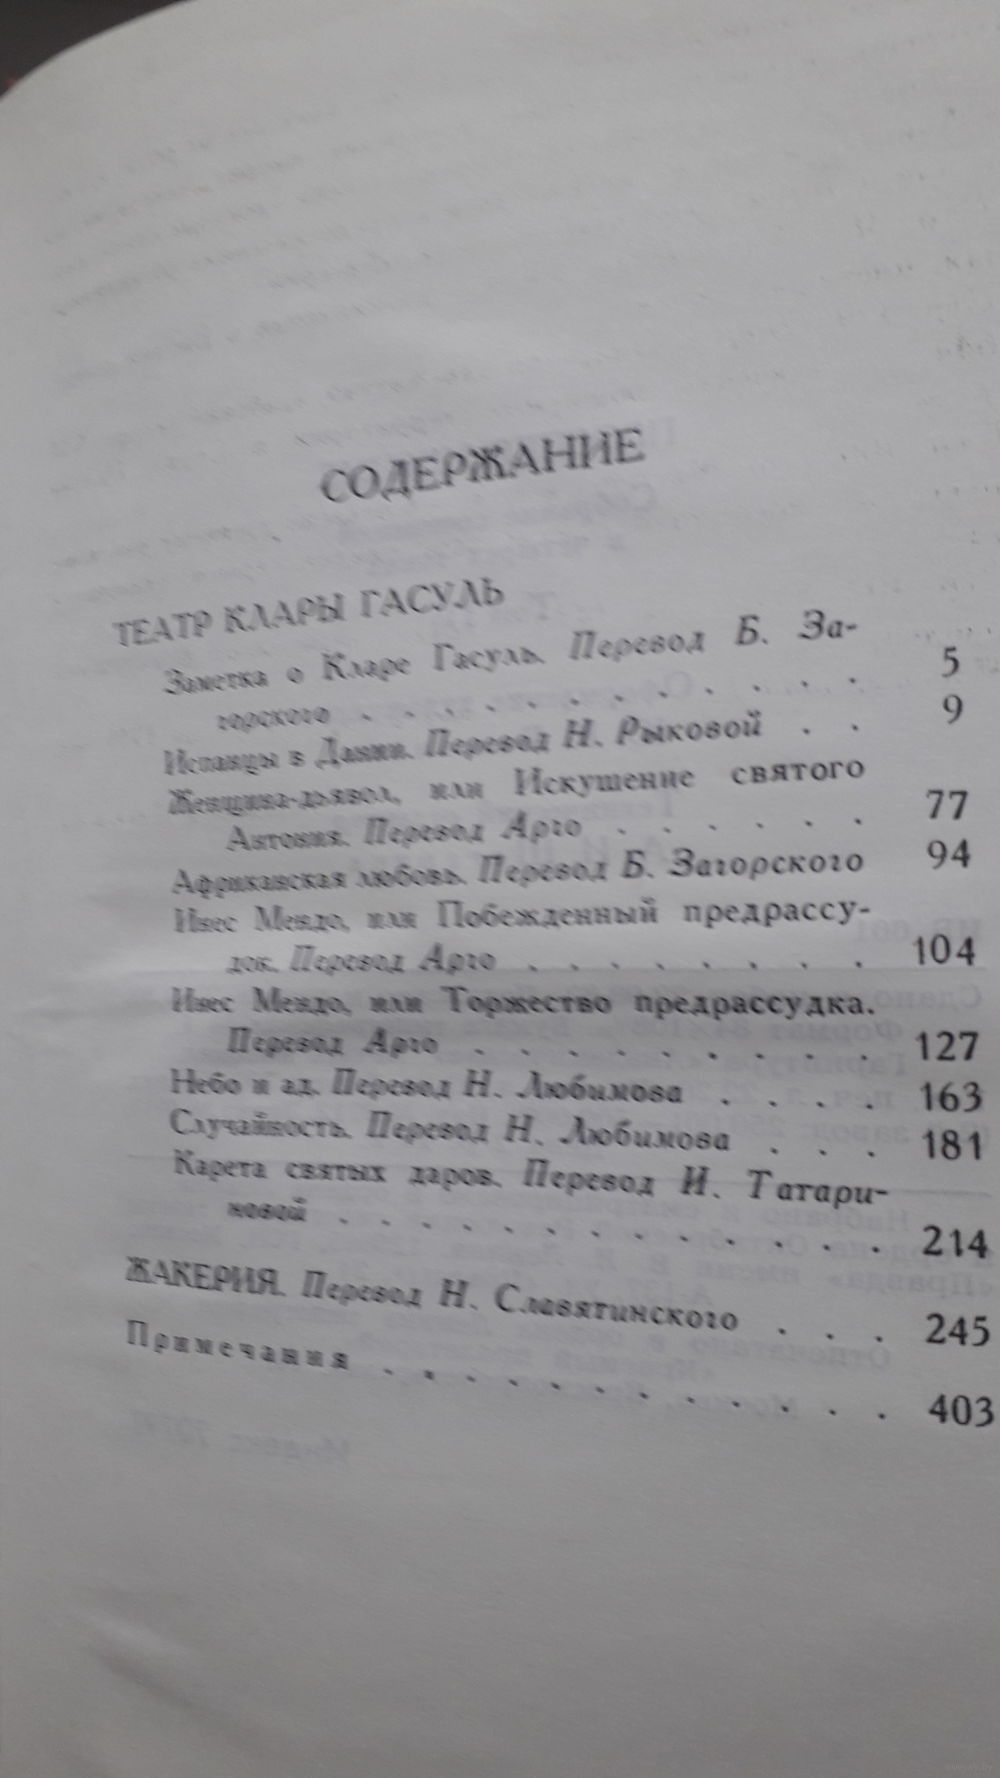 СОДЕРЖАНИЕ
ТЕАТР КЛАРЫ ГАСУЛЬ
Заметка о Кларе Гасуль. Перевод Б. За-
горского . . . . . . . . . . . 5
Испанцы в Дании. Перевод Н. Рыковой . . 9
Женщина-дьявол, или Искушение святого
Антония. Перевод Арго . . . . . . 77
Африканская любовь. Перевод Б. Загорского 94
Инес Мендо, или Побежденный предрассу-
док. Перевод Арго . . . . . . . . 104
Инес Мендо, или Торжество предрассудка.
Перевод Арго . . . . . . . . . 127
Небо и ад. Перевод Н. Любимова . . . . 163
Случайность. Перевод Н. Любимова . . . 181
Карета святых даров. Перевод И. Татари-
новой . . . . . . . . . . . . . 214
ЖАКЕРИЯ. Перевод Н. Славятинского . . . 245
Примечания . . . . . . . . . . . . 403